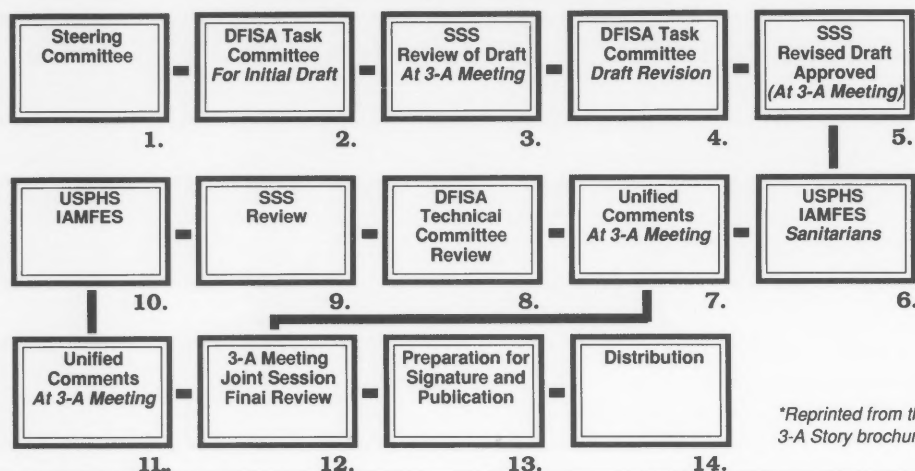 Steering
Committee
1.
DFISA Task
Committee
For Initial Draft
2.
SSS
Review of Draft
At 3-A Meeting
3.
DFISA Task
Committee
Draft Revision
4.
SSS
Revised Draft
Approved
(At 3-A Meeting)
5.
USPHS
IAMFES
Sanitarians
6.
Unified
Comments
At 3-A Meeting
7.
DFISA
Technical
Committee
Review
8.
SSS
Review
9.
USPHS
IAMFES
10.
Unified
Comments
At 3-A Meeting
11.
3-A Meeting
Joint Session
Final Review
12.
Preparation for
Signature and
Publication
13.
Distribution
14.
*Reprinted from
3-A Story